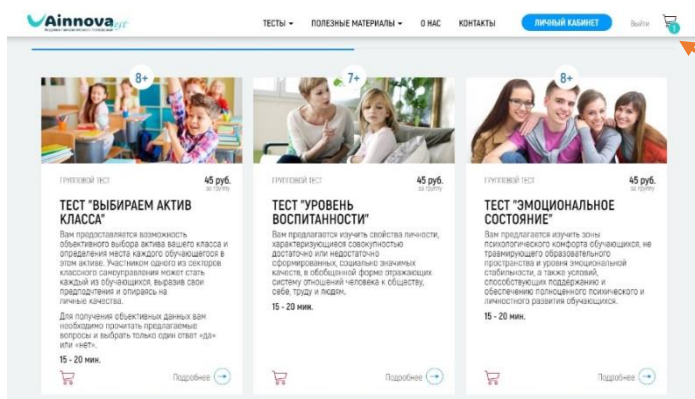 Ainnova
ТЕСТЫ ПОЛЕЗНЫЕ МАТЕРИАЛЫ О НАС КОНТАКТЫ ЛИЧНЫЙ КАБИНЕТ Выйти 1
8+
ГРУППОВОЙ ТЕСТ 45 руб.
за группу
ТЕСТ "ВЫБИРАЕМ АКТИВ
КЛАССА"
Вам предоставляется возможность
объективного выбора актива вашего класса и
определения места каждого обучающегося в
этом активе. Участником одного из секторов
классного самоуправления может стать
каждый из обучающихся, выразив свои
предпочтения и опираясь на
личные качества.
Для получения объективных данных вам
необходимо прочитать предлагаемые
вопросы и выбрать только один ответ «да»
или «нет».
15 - 20 мин.
Подробнее
7+
ГРУППОВОЙ ТЕСТ 45 руб.
за группу
ТЕСТ "УРОВЕНЬ
ВОСПИТАННОСТИ"
Вам предлагается изучить свойства личности,
характеризующиеся совокупностью
достаточно или недостаточно
сформированных, социально значимых
качеств, в обобщенной форме отражающих
систему отношений человека к обществу,
себе, труду и людям.
15 - 20 мин.
Подробнее
8+
ГРУППОВОЙ ТЕСТ 45 руб.
за группу
ТЕСТ "ЭМОЦИОНАЛЬНОЕ
СОСТОЯНИЕ"
Вам предлагается изучить зоны
психологического комфорта обучающихся, не
травмирующего образовательного
пространства и уровня эмоциональной
стабильности, а также условий,
способствующих поддержанию и
обеспечению полноценного психического и
личностного развития обучающихся.
15 - 20 мин.
Подробнее